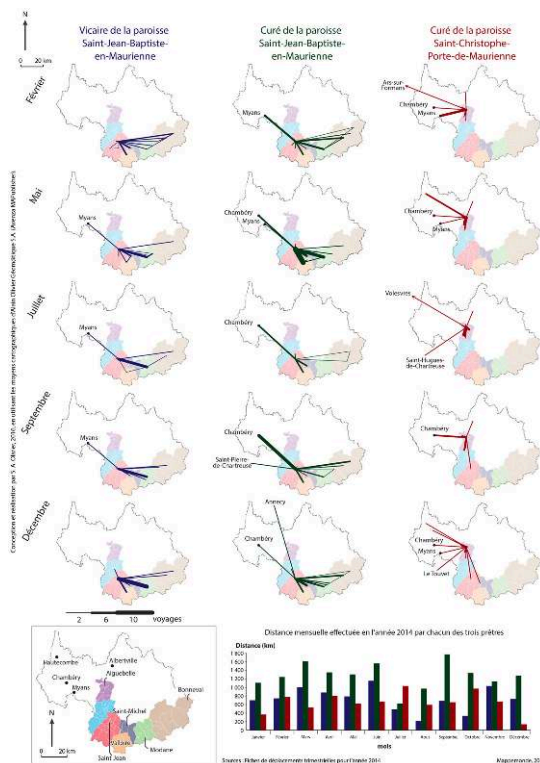 N
0 20 km
Vicaire de la paroisse
Saint-Jean-Baptiste-
en-Maurienne
Curé de la paroisse
Saint-Jean-Baptiste-
en-Maurienne
Curé de la paroisse
Saint-Christophe-
Porte-de-Maurienne
Février
Myans
Ars-sur-
Formans
Chambéry
Myans
Mai
Myans
Chambéry
Myans
Chambéry
Myans
Juillet
Myans
Chambéry
Volesvres
Saint-Hugues-
de-Chartreuse
Septembre
Myans
Chambéry
Saint-Pierre-
de-Chartreuse
Chambéry
Décembre
Annecy
Chambéry
Chambéry
Myans
Le Touvet
2 6 10 voyages
Hautecombe
Albertville
Chambéry
Aiguebelle
Myans
Bonneval
Saint-Michel
N
Valloire
Modane
Saint Jean
0 20 km
Distance mensuelle effectuée en l'année 2014 par chacun des trois prêtres
Distance (km)
1 800
1 600
1 400
1 200
1 000
800
600
400
200
0
Janvier Février Mars Avril Mai Juin Juillet Août Septembre Octobre Novembre Décembre
mois
Sources : Fiches de déplacements trimestrielles pour l'année 2014